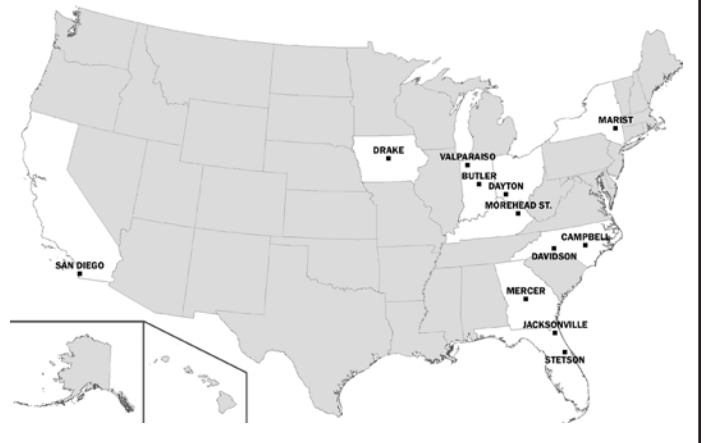 MARIST
DRAKE
VALPARAISO
BUTLER
DAYTON
MOREHEAD ST.
CAMPBELL
DAVIDSON
SAN DIEGO
MERCER
JACKSONVILLE
STETSON